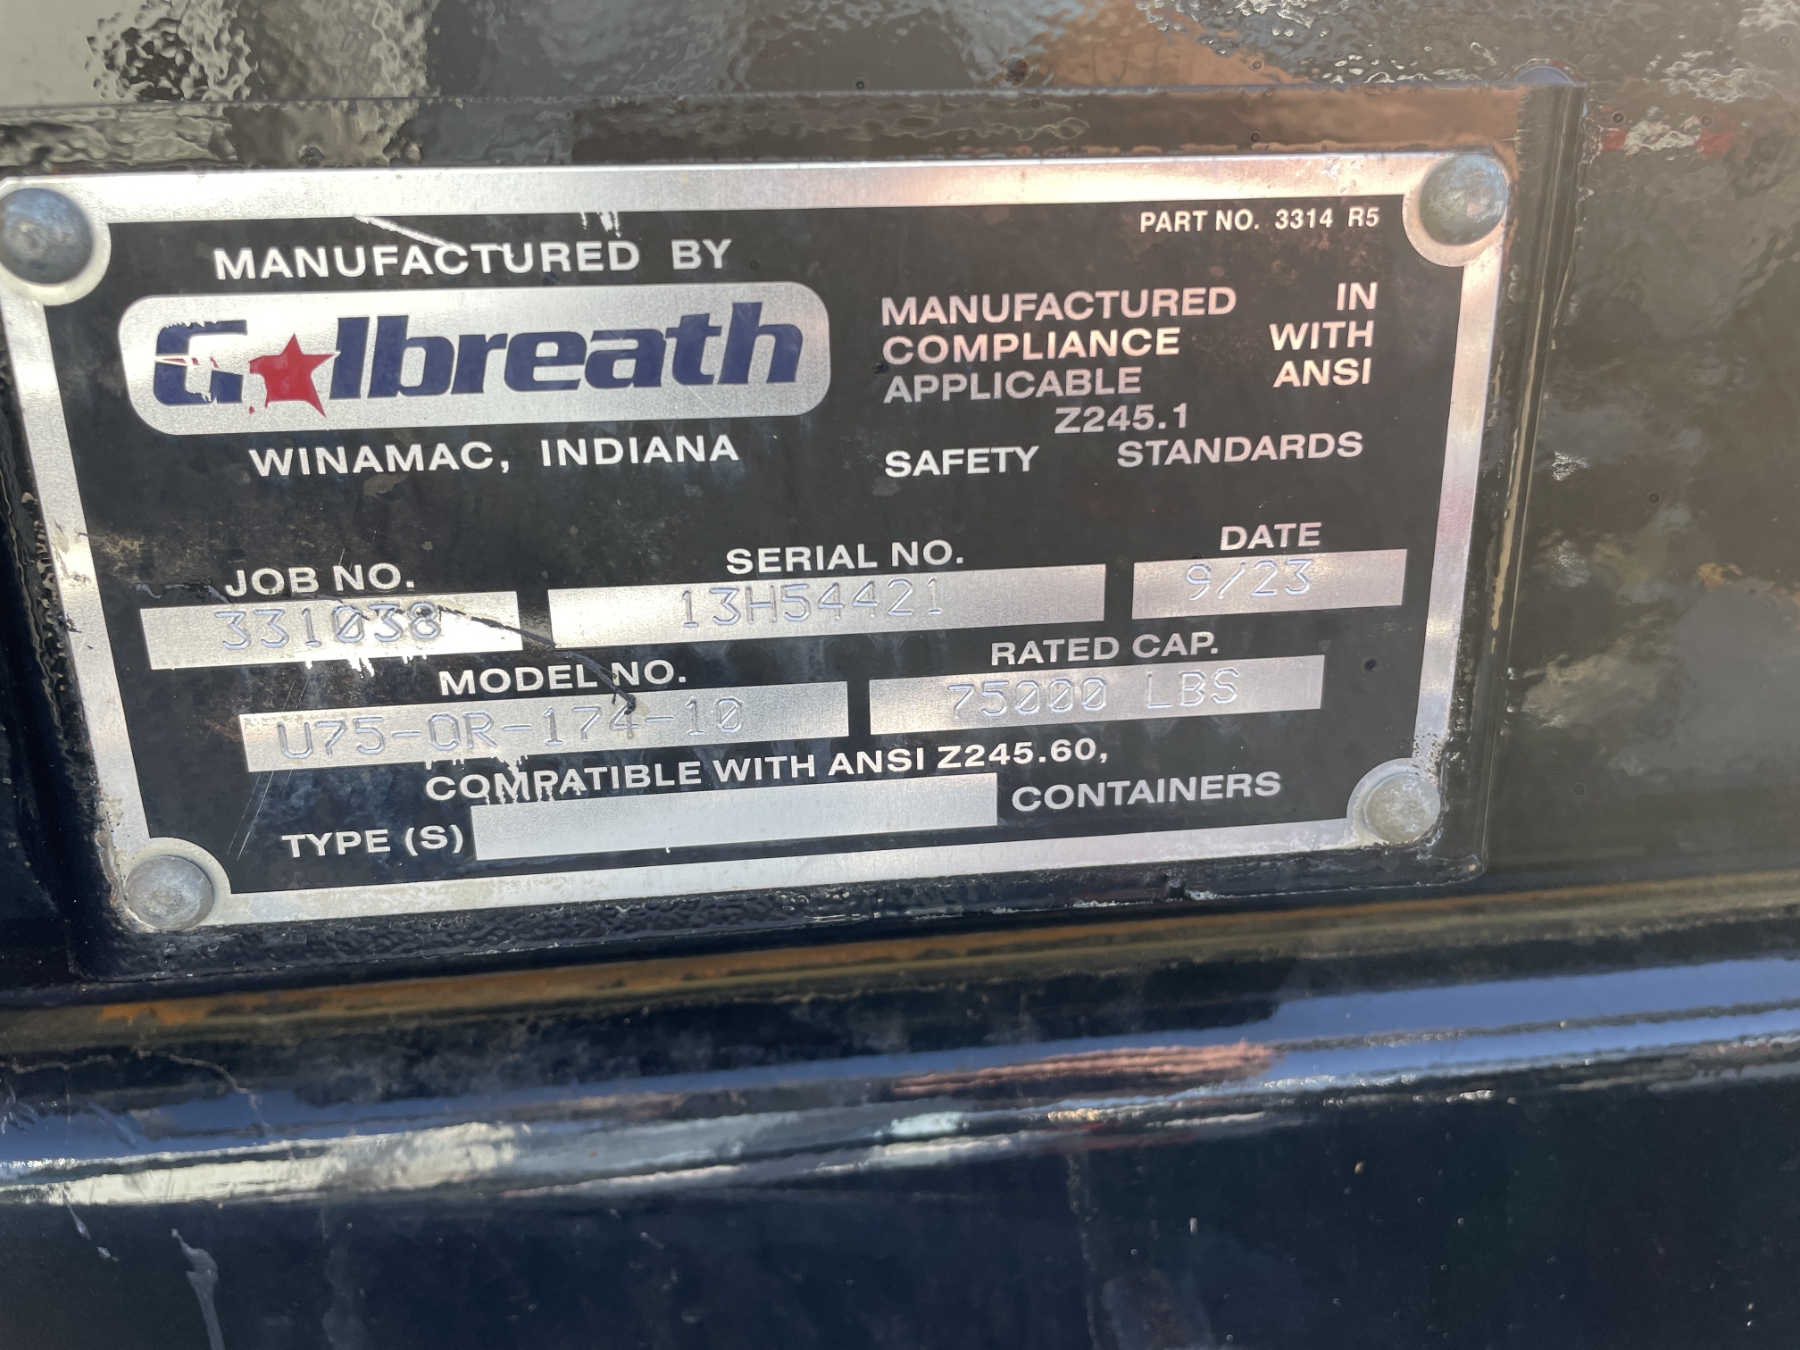 PART NO. 3314 R5
MANUFACTURED BY
Galbreath
WINAMAC, INDIANA
MANUFACTURED IN
COMPLIANCE WITH
APPLICABLE ANSI
Z245.1
SAFETY STANDARDS
JOB NO. SERIAL NO. DATE
331038 13H54421 9/23
MODEL NO. RATED CAP.
U75-OR-174-10 75000 LBS
COMPATIBLE WITH ANSI Z245.60,
TYPE (S) CONTAINERS